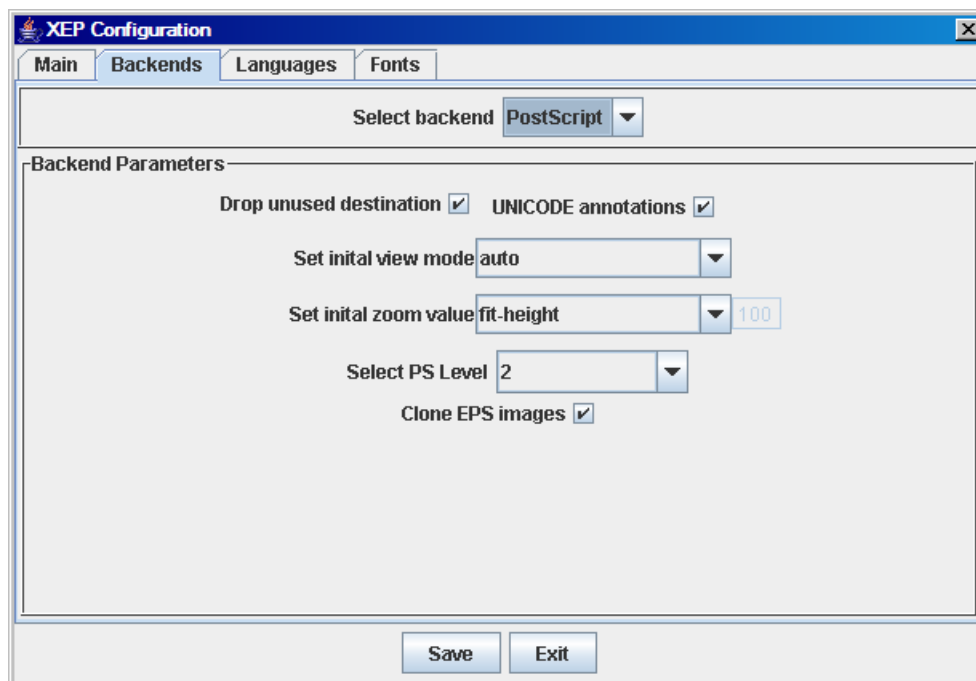 XEP Configuration
Main Backends Languages Fonts
Select backend PostScript
Backend Parameters
Drop unused destination UNICODE annotations
Set inital view mode auto
Set inital zoom value fit-height 100
Select PS Level 2
Clone EPS images
Save Exit